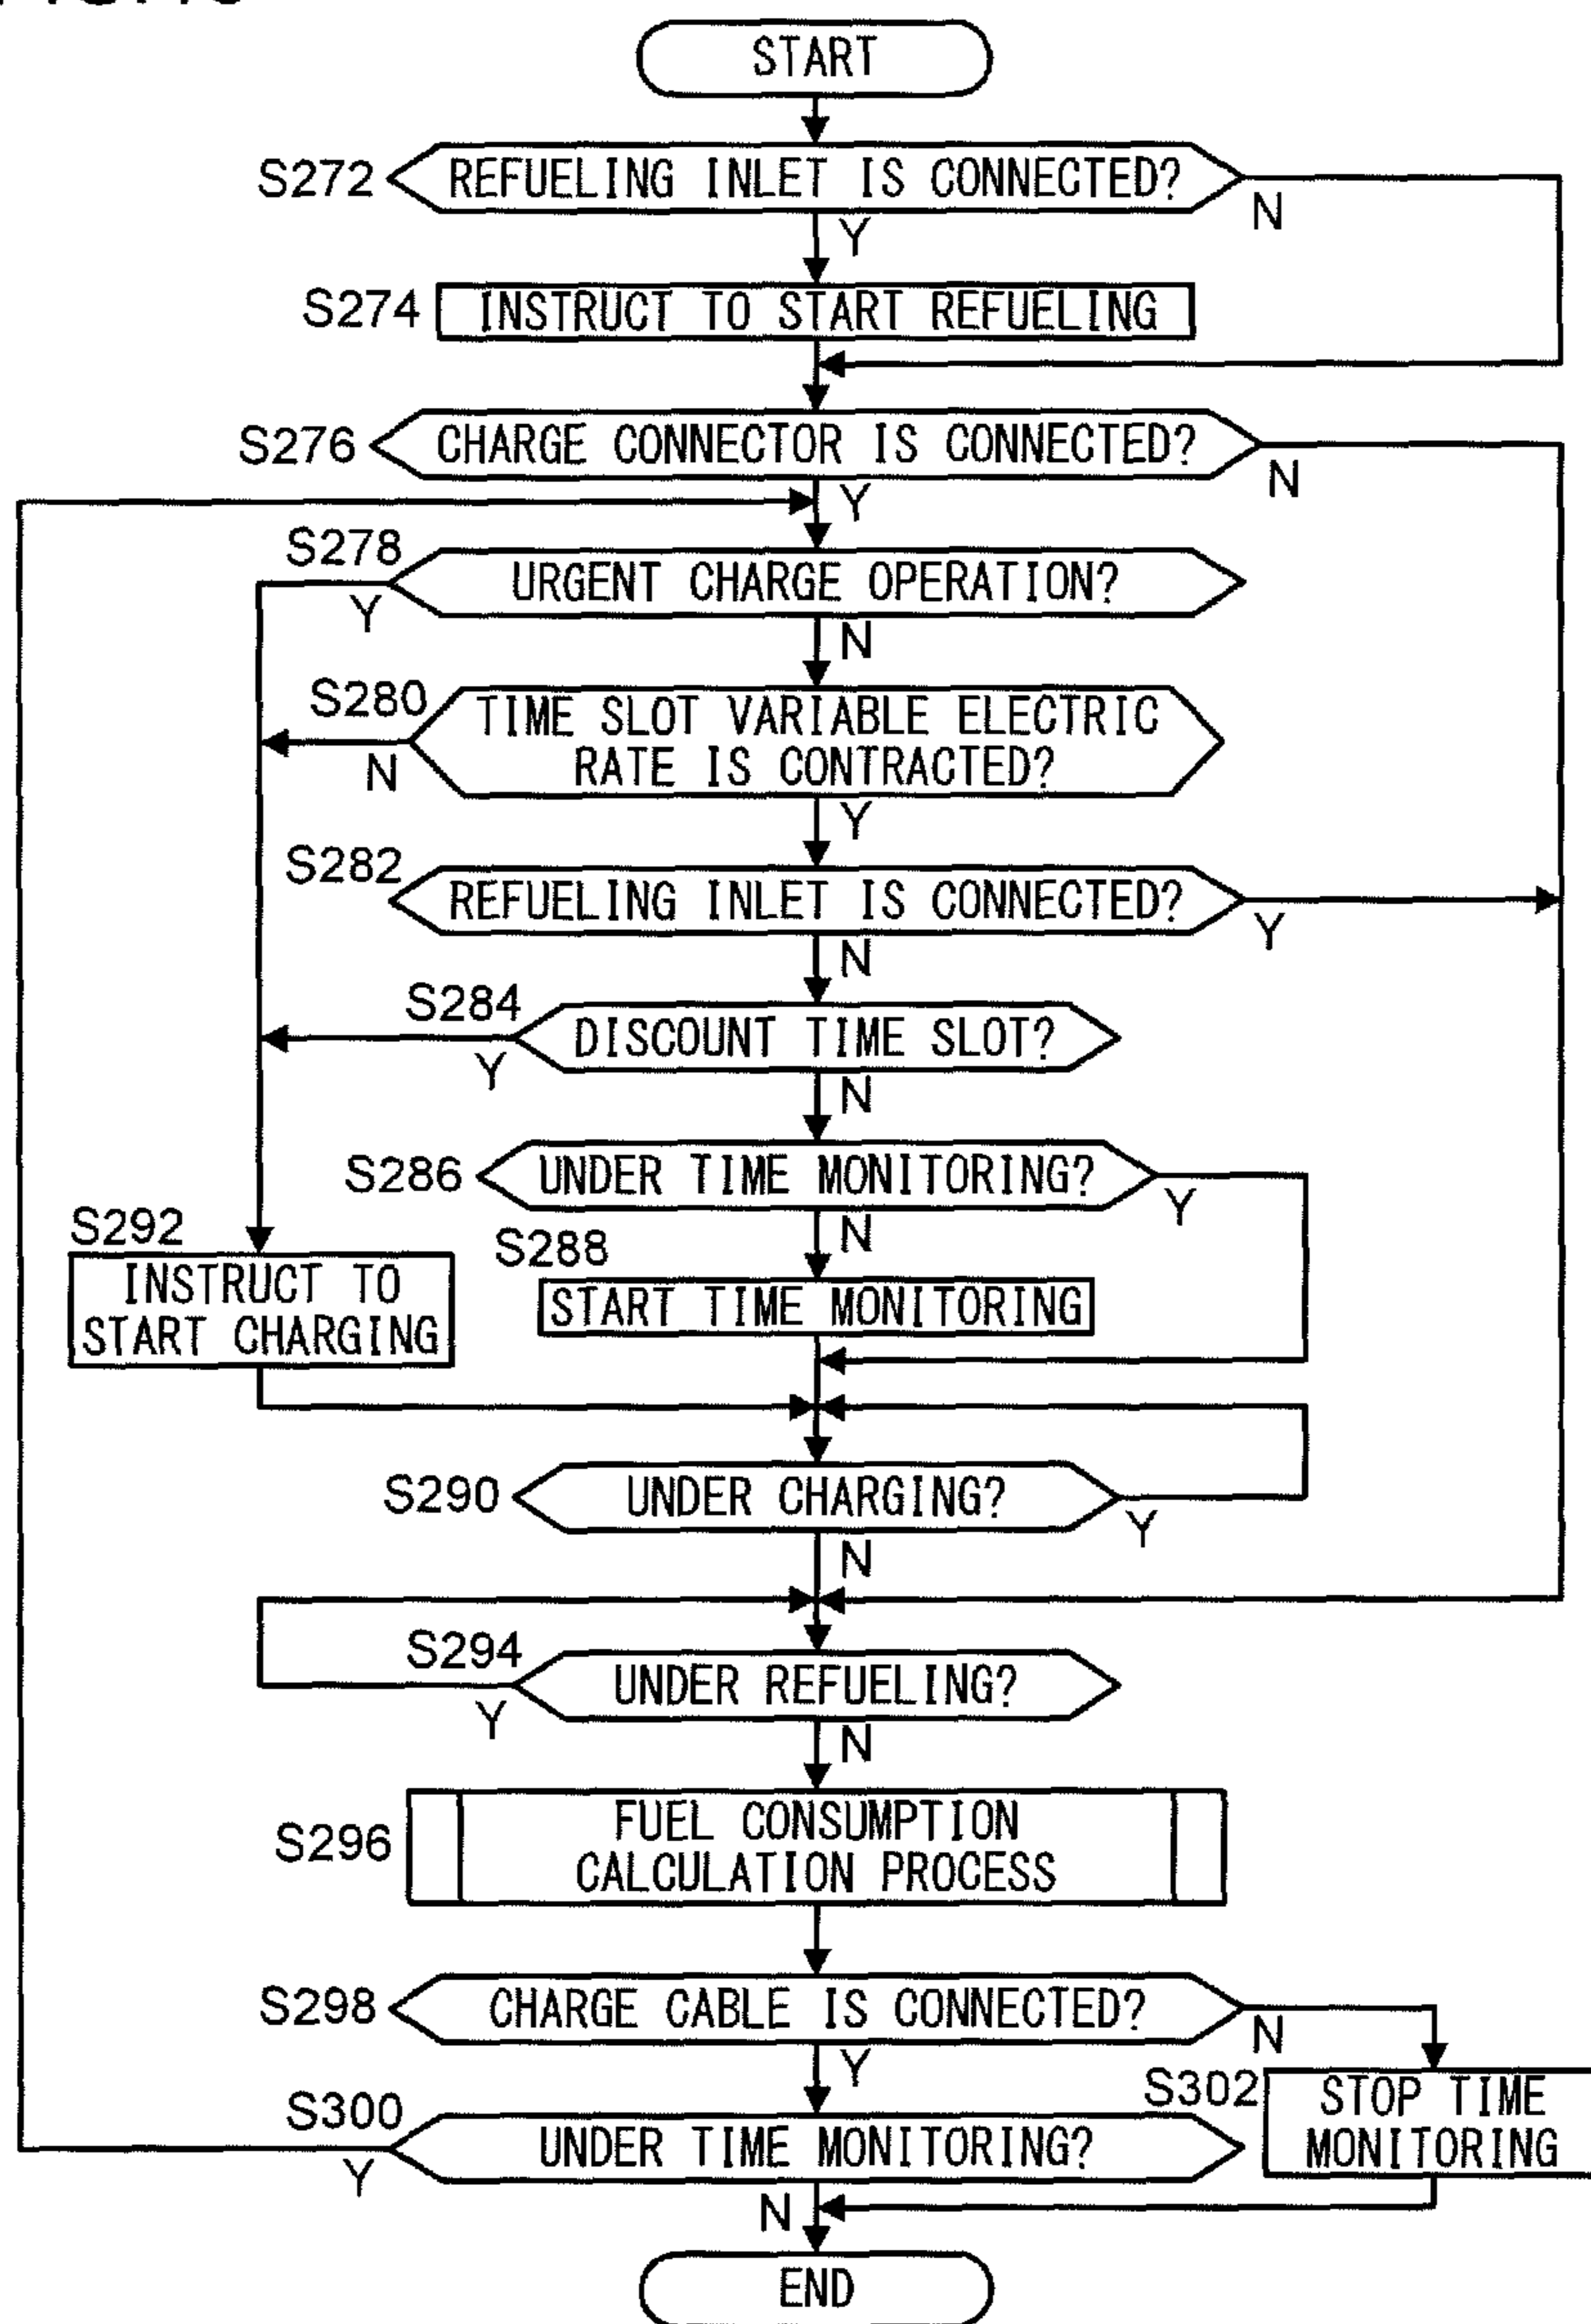 START
S272
REFUELING INLET IS CONNECTED?
N
Y
S274
INSTRUCT TO START REFUELING
S276
CHARGE CONNECTOR IS CONNECTED?
N
Y
S278
URGENT CHARGE OPERATION?
Y
N
S280
TIME SLOT VARIABLE ELECTRIC
RATE IS CONTRACTED?
N
Y
S282
REFUELING INLET IS CONNECTED?
Y
N
S284
DISCOUNT TIME SLOT?
Y
N
S286
UNDER TIME MONITORING?
Y
N
S292
INSTRUCT TO
START CHARGING
S288
START TIME MONITORING
S290
UNDER CHARGING?
Y
N
S294
UNDER REFUELING?
Y
N
S296
FUEL CONSUMPTION
CALCULATION PROCESS
S298
CHARGE CABLE IS CONNECTED?
N
Y
S302
STOP TIME
MONITORING
S300
UNDER TIME MONITORING?
Y
N
END